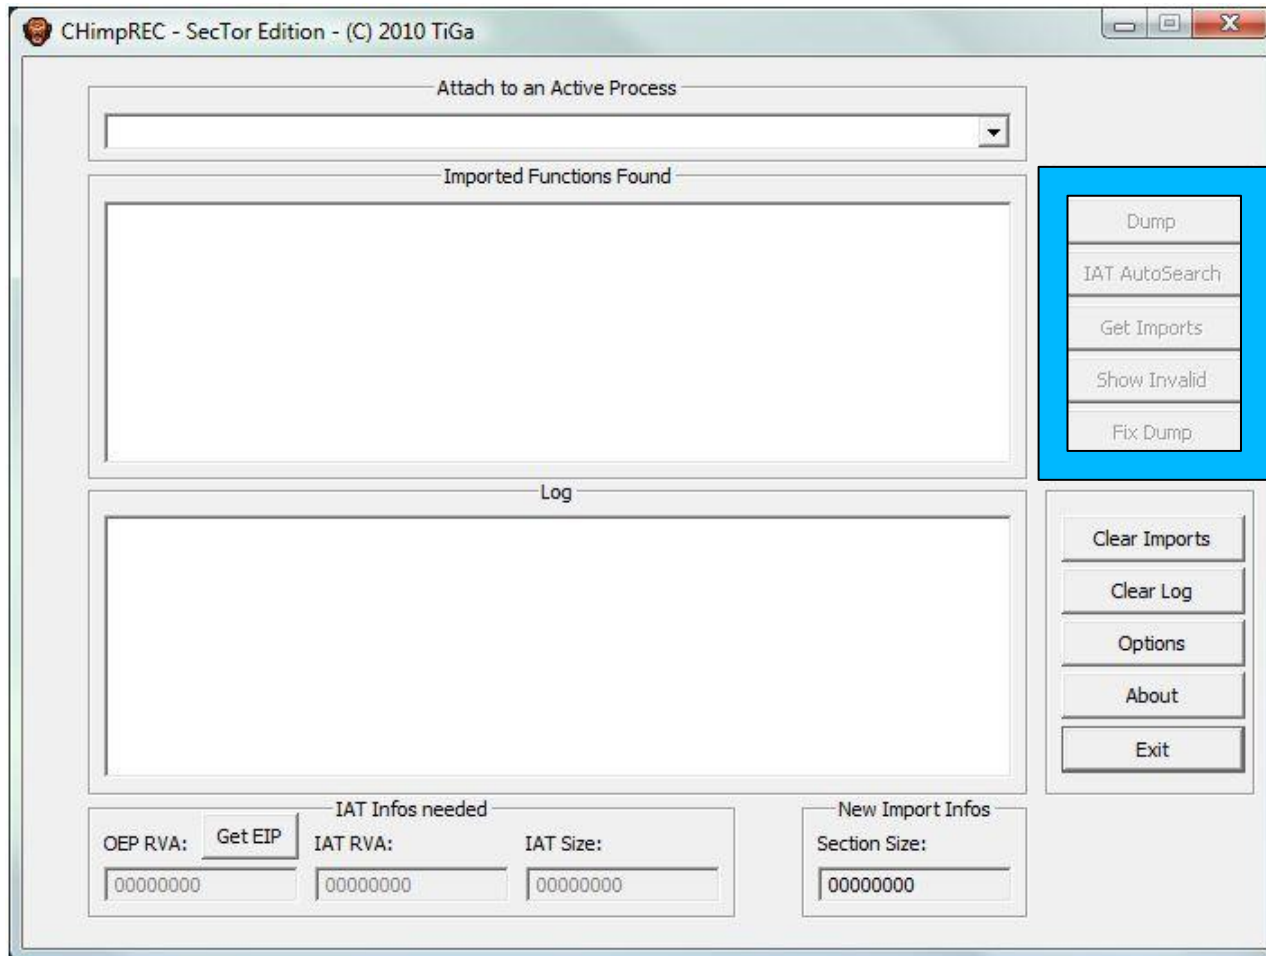 CHimpREC - SecTor Edition - (C) 2010 TiGa
Attach to an Active Process
Imported Functions Found
Dump
IAT AutoSearch
Get Imports
Show Invalid
Fix Dump
Log
Clear Imports
Clear Log
Options
About
Exit
IAT Infos needed
OEP RVA: Get EIP IAT RVA: IAT Size:
00000000 00000000 00000000
New Import Infos
Section Size:
00000000